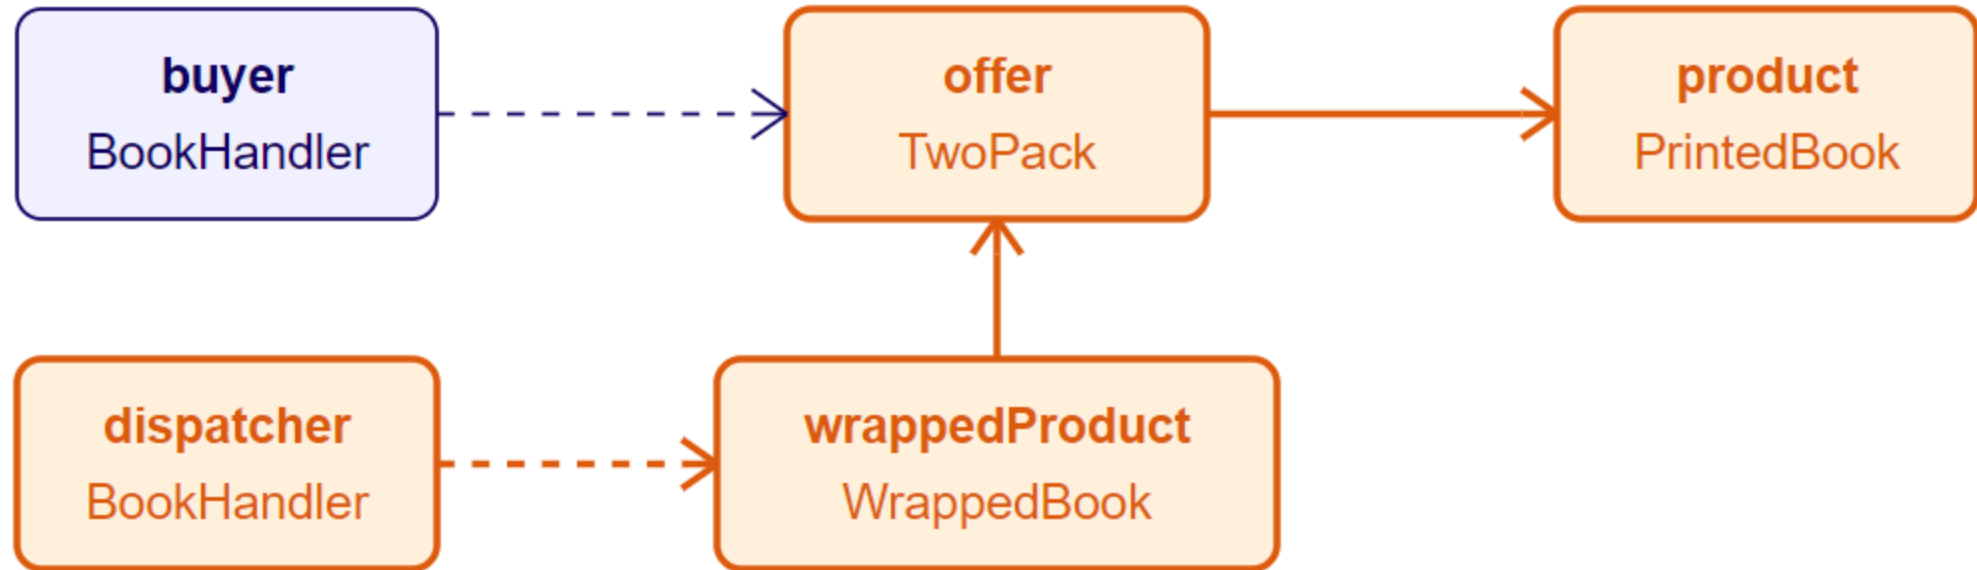 buyer
BookHandler
offer
TwoPack
product
PrintedBook
dispatcher
BookHandler
wrappedProduct
WrappedBook